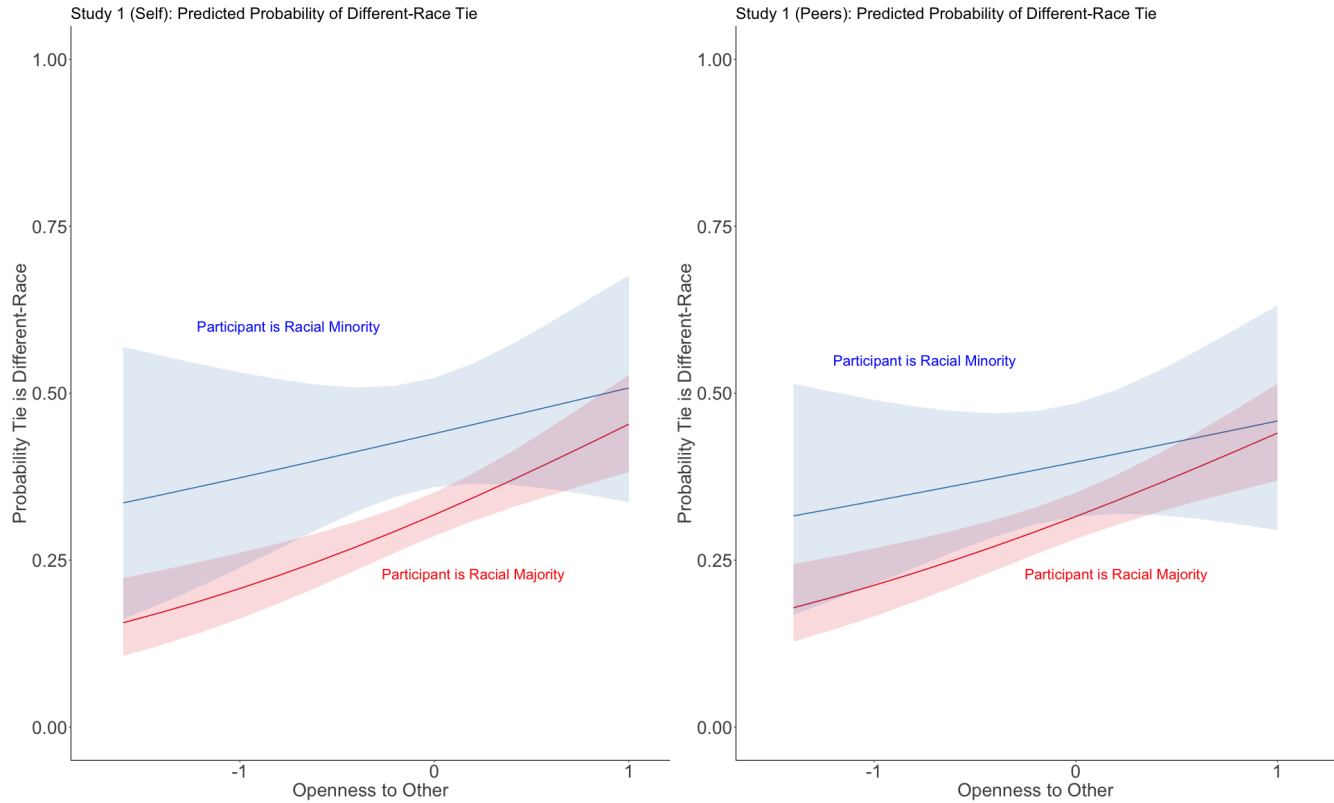 Study 1 (Self): Predicted Probability of Different-Race Tie
Probability Tie is Different-Race
1.00
0.75
0.50
0.25
0.00
Participant is Racial Minority
Participant is Racial Majority
-1
0
1
Openness to Other
Study 1 (Peers): Predicted Probability of Different-Race Tie
Probability Tie is Different-Race
1.00
0.75
0.50
0.25
0.00
Participant is Racial Minority
Participant is Racial Majority
-1
0
1
Openness to Other